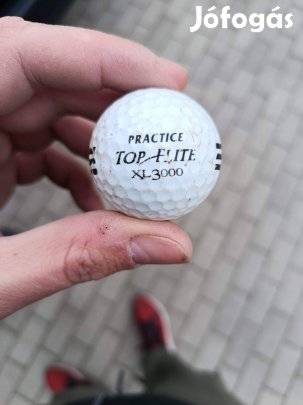 Jófogás
PRACTICE
TOP-FLITE
XL3000